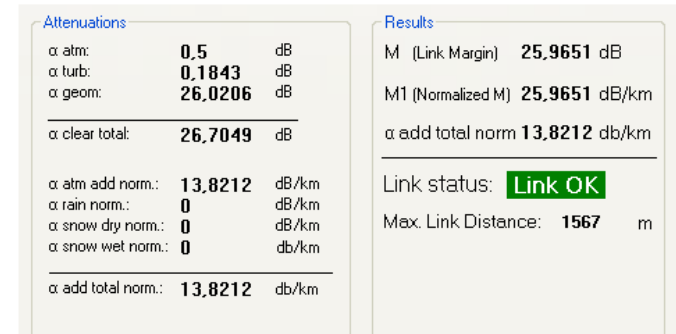 Attenuations
α atm: 0,5 dB
α turb: 0,1843 dB
α geom: 26,0206 dB
α clear total: 26,7049 dB
α atm add norm.: 13,8212 dB/km
α rain norm.: 0 dB/km
α snow dry norm.: 0 dB/km
α snow wet norm.: 0 db/km
α add total norm.: 13,8212 db/km
Results
M (Link Margin) 25,9651 dB
M1 (Normalized M) 25,9651 dB/km
α add total norm 13,8212 db/km
Link status: Link OK
Max. Link Distance: 1567 m